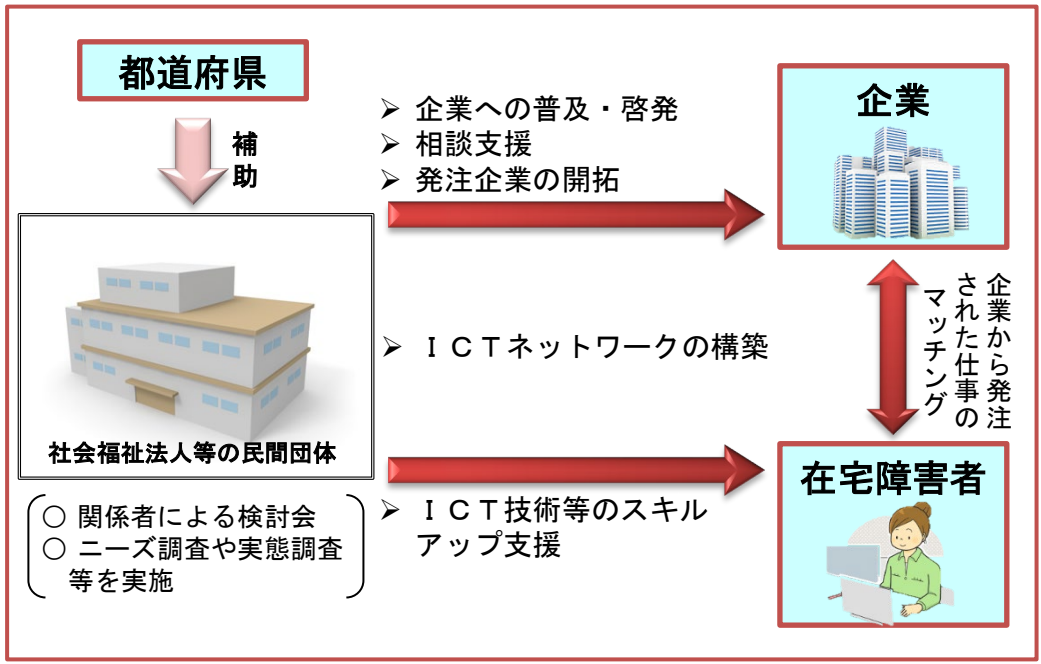 都道府県
補助
➢ 企業への普及・啓発
➢ 相談支援
➢ 発注企業の開拓
企業
社会福祉法人等の民間団体
➢ ＩＣＴネットワークの構築
企業から発注
された仕事の
マッチング
○ 関係者による検討会
○ ニーズ調査や実態調査
等を実施
➢ ＩＣＴ技術等のスキル
アップ支援
在宅障害者